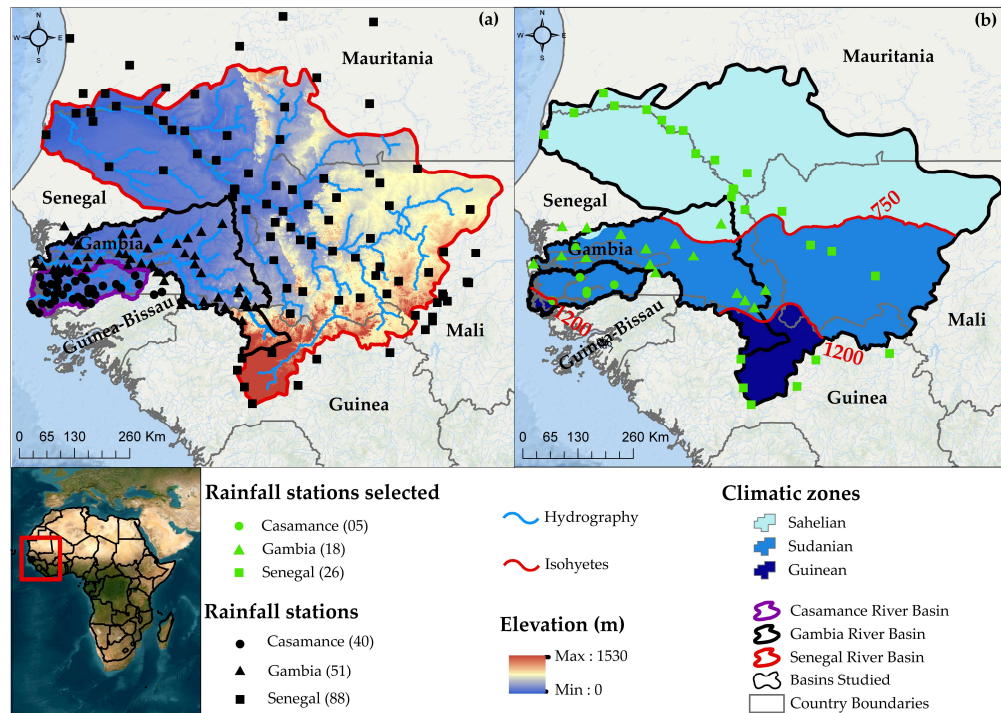 (a)
N
W E
S
Mauritania
Senegal
Gambia
Guinea-Bissau
Mali
Guinea
0 65 130 260 Km
(b)
N
W E
S
Mauritania
750
Senegal
Gambia
1200
Guinea-Bissau
Mali
1200
Guinea
0 65 130 260 Km
Rainfall stations selected
Casamance (05)
Gambia (18)
Senegal (26)
Rainfall stations
Casamance (40)
Gambia (51)
Senegal (88)
Hydrography
Isohyetes
Elevation (m)
Max : 1530
Min : 0
Climatic zones
Sahelian
Sudanian
Guinean
Casamance River Basin
Gambia River Basin
Senegal River Basin
Basins Studied
Country Boundaries